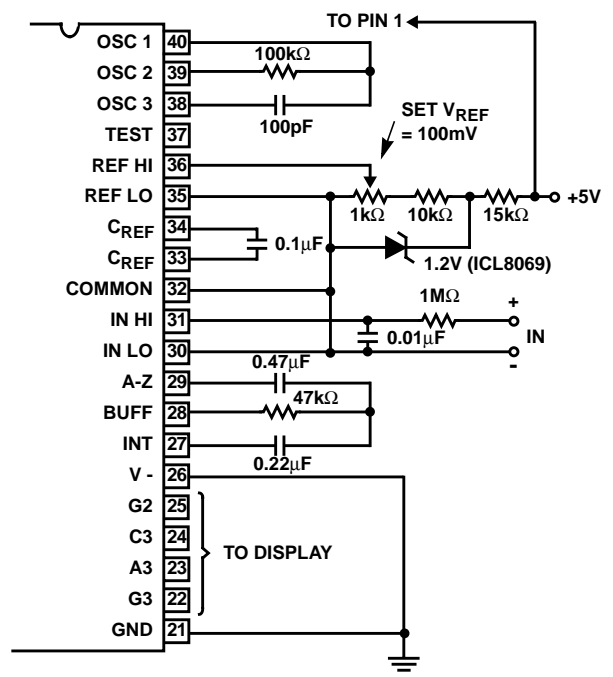 TO PIN 1
OSC 1 40
100kΩ
OSC 2 39
OSC 3 38
100pF
SET VREF
= 100mV
TEST 37
REF HI 36
REF LO 35
1kΩ 10kΩ 15kΩ
+5V
CREF 34
0.1μF
CREF 33
1.2V (ICL8069)
COMMON 32
1MΩ
+
IN HI 31
0.01μF
IN
IN LO 30
-
0.47μF
A-Z 29
47kΩ
BUFF 28
INT 27
0.22μF
V - 26
G2 25
C3 24
TO DISPLAY
A3 23
G3 22
GND 21